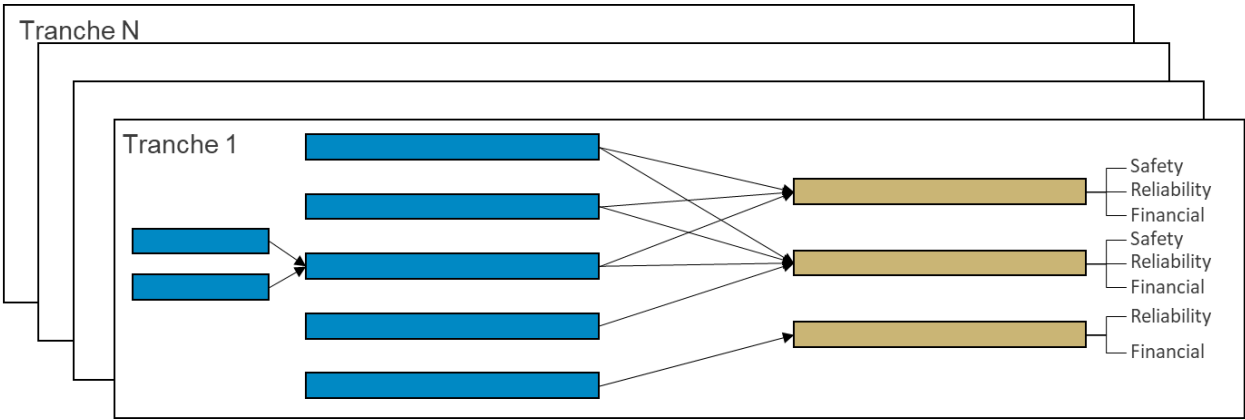 Tranche N
Tranche 1
Safety
Reliability
Financial
Safety
Reliability
Financial
Reliability
Financial